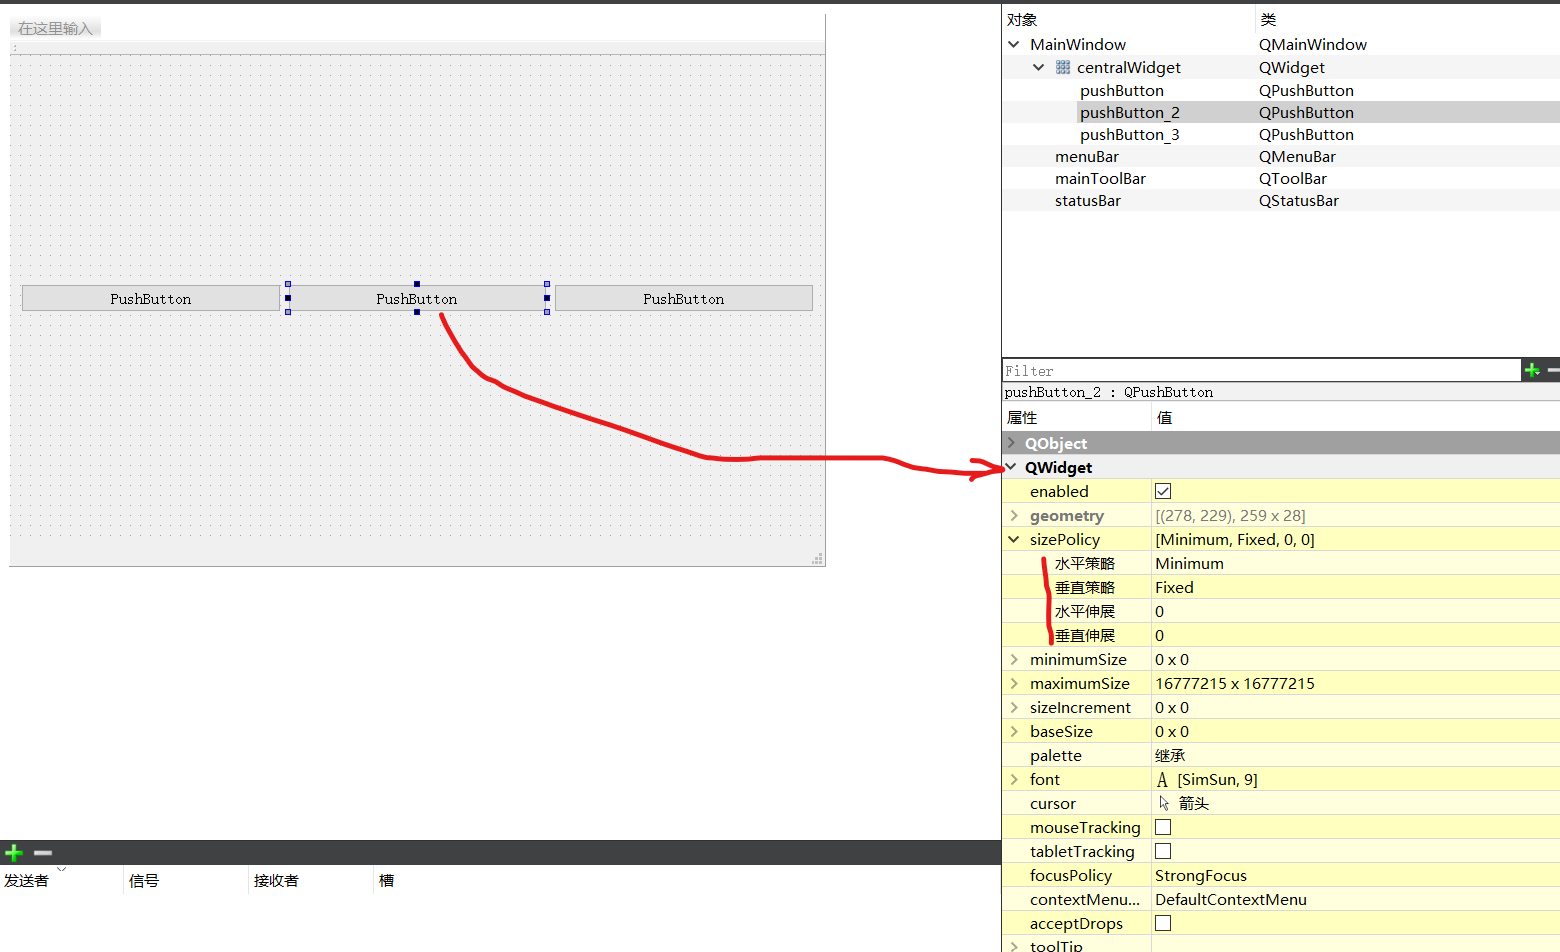 在这里输入
PushButton PushButton PushButton
对象 类
MainWindow QMainWindow
centralWidget QWidget
pushButton QPushButton
pushButton_2 QPushButton
pushButton_3 QPushButton
menuBar QMenuBar
mainToolBar QToolBar
statusBar QStatusBar
Filter
pushButton_2 : QPushButton
属性 值
QObject
QWidget
enabled
geometry [(278, 229), 259 x 28]
sizePolicy [Minimum, Fixed, 0, 0]
水平策略 Minimum
垂直策略 Fixed
水平伸展 0
垂直伸展 0
minimumSize 0 x 0
maximumSize 16777215 x 16777215
sizeIncrement 0 x 0
baseSize 0 x 0
palette 继承
font A [SimSun, 9]
cursor 箭头
mouseTracking
tabletTracking
focusPolicy StrongFocus
contextMenu... DefaultContextMenu
acceptDrops
toolTip
发送者 信号 接收者 槽